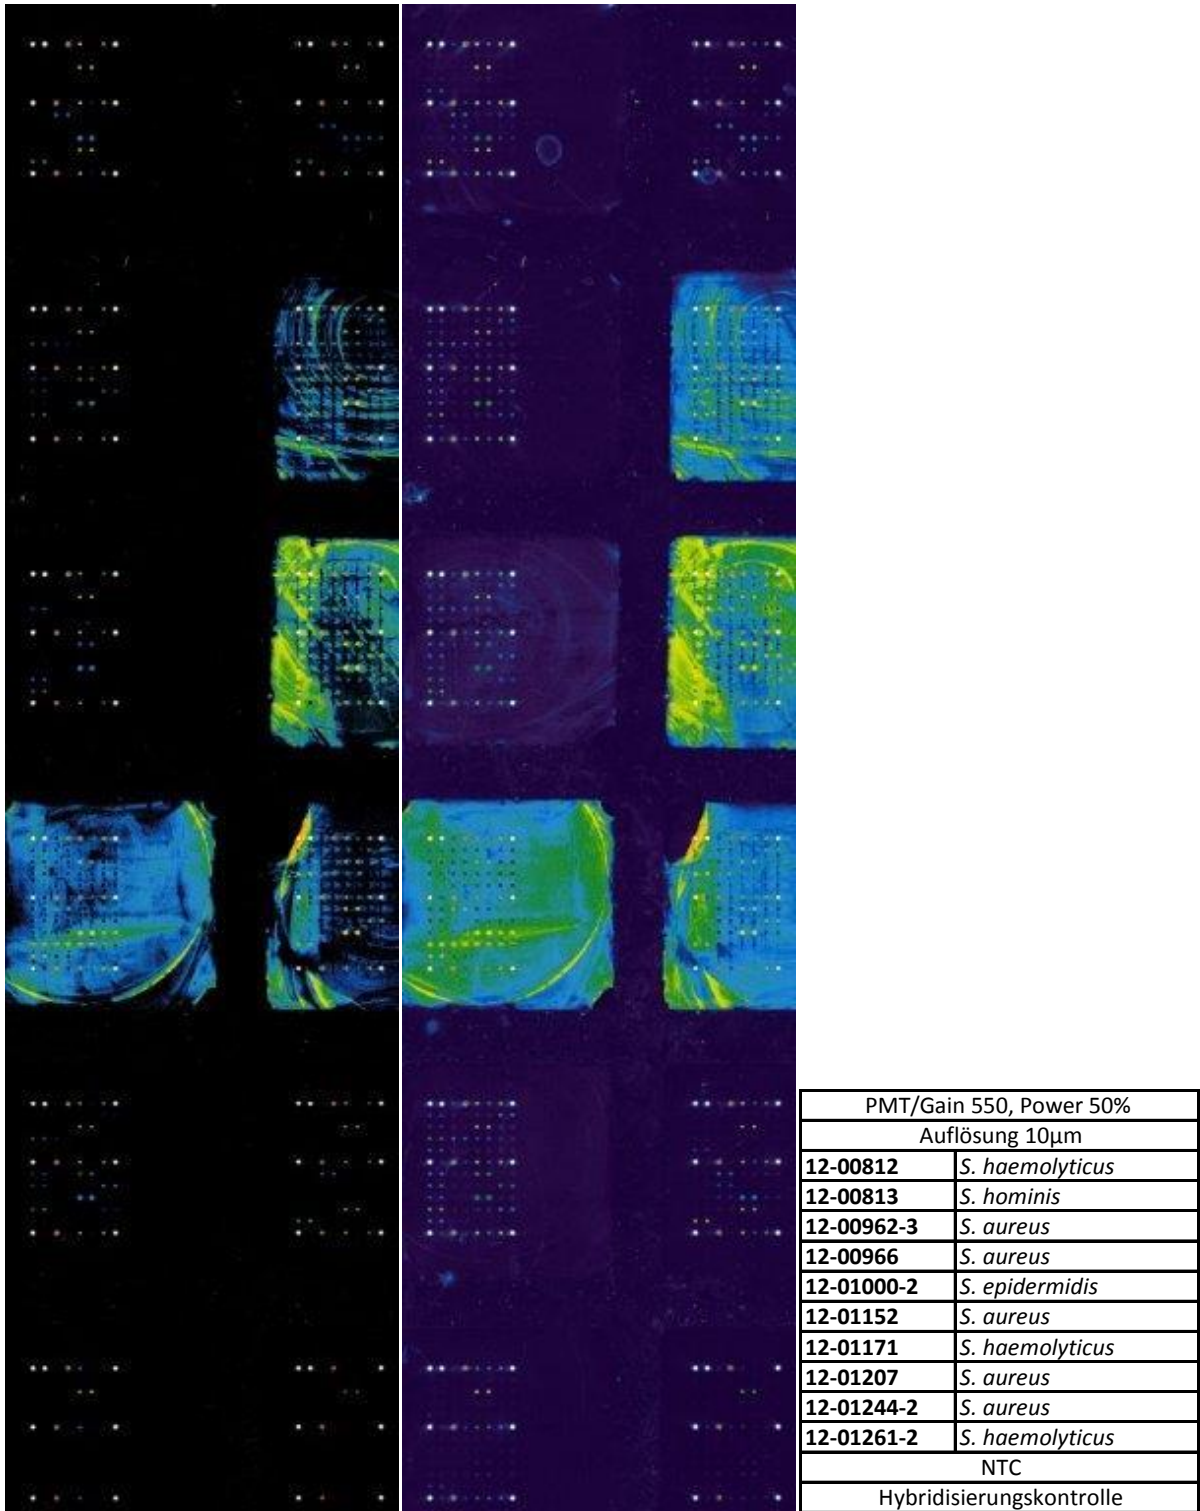 PMT/Gain 550, Power 50%
Auflösung 10µm
12-00812 S. haemolyticus
12-00813 S. hominis
12-00962-3 S. aureus
12-00966 S. aureus
12-01000-2 S. epidermidis
12-01152 S. aureus
12-01171 S. haemolyticus
12-01207 S. aureus
12-01244-2 S. aureus
12-01261-2 S. haemolyticus
NTC
Hybridisierungskontrolle